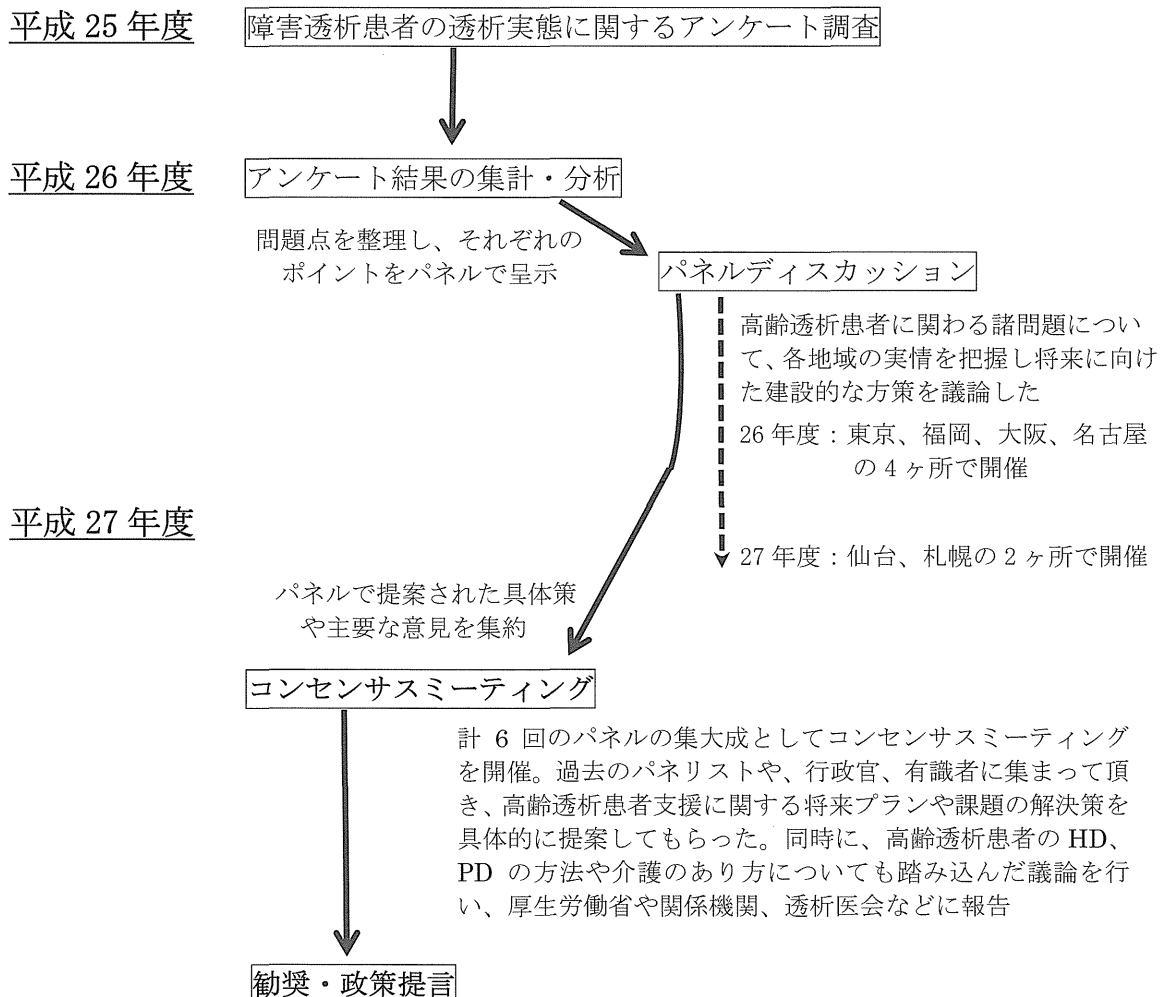 平成 25 年度
障害透析患者の透析実態に関するアンケート調査
平成 26 年度
アンケート結果の集計・分析
問題点を整理し、それぞれの
ポイントをパネルで呈示
パネルディスカッション
高齢透析患者に関わる諸問題につい
て、各地域の実情を把握し将来に向け
た建設的な方策を議論した
26 年度：東京、福岡、大阪、名古屋
の 4 ヶ所で開催
平成 27 年度
27 年度：仙台、札幌の 2 ヶ所で開催
パネルで提案された具体策
や主要な意見を集約
コンセンサスミーティング
計 6 回のパネルの集大成としてコンセンサスミーティング
を開催。過去のパネリストや、行政官、有識者に集まって頂
き、高齢透析患者支援に関する将来プランや課題の解決策を
具体的に提案してもらった。同時に、高齢透析患者の HD、
PD の方法や介護のあり方についても踏み込んだ議論を行
い、厚生労働省や関係機関、透析医会などに報告
勧奨・政策提言